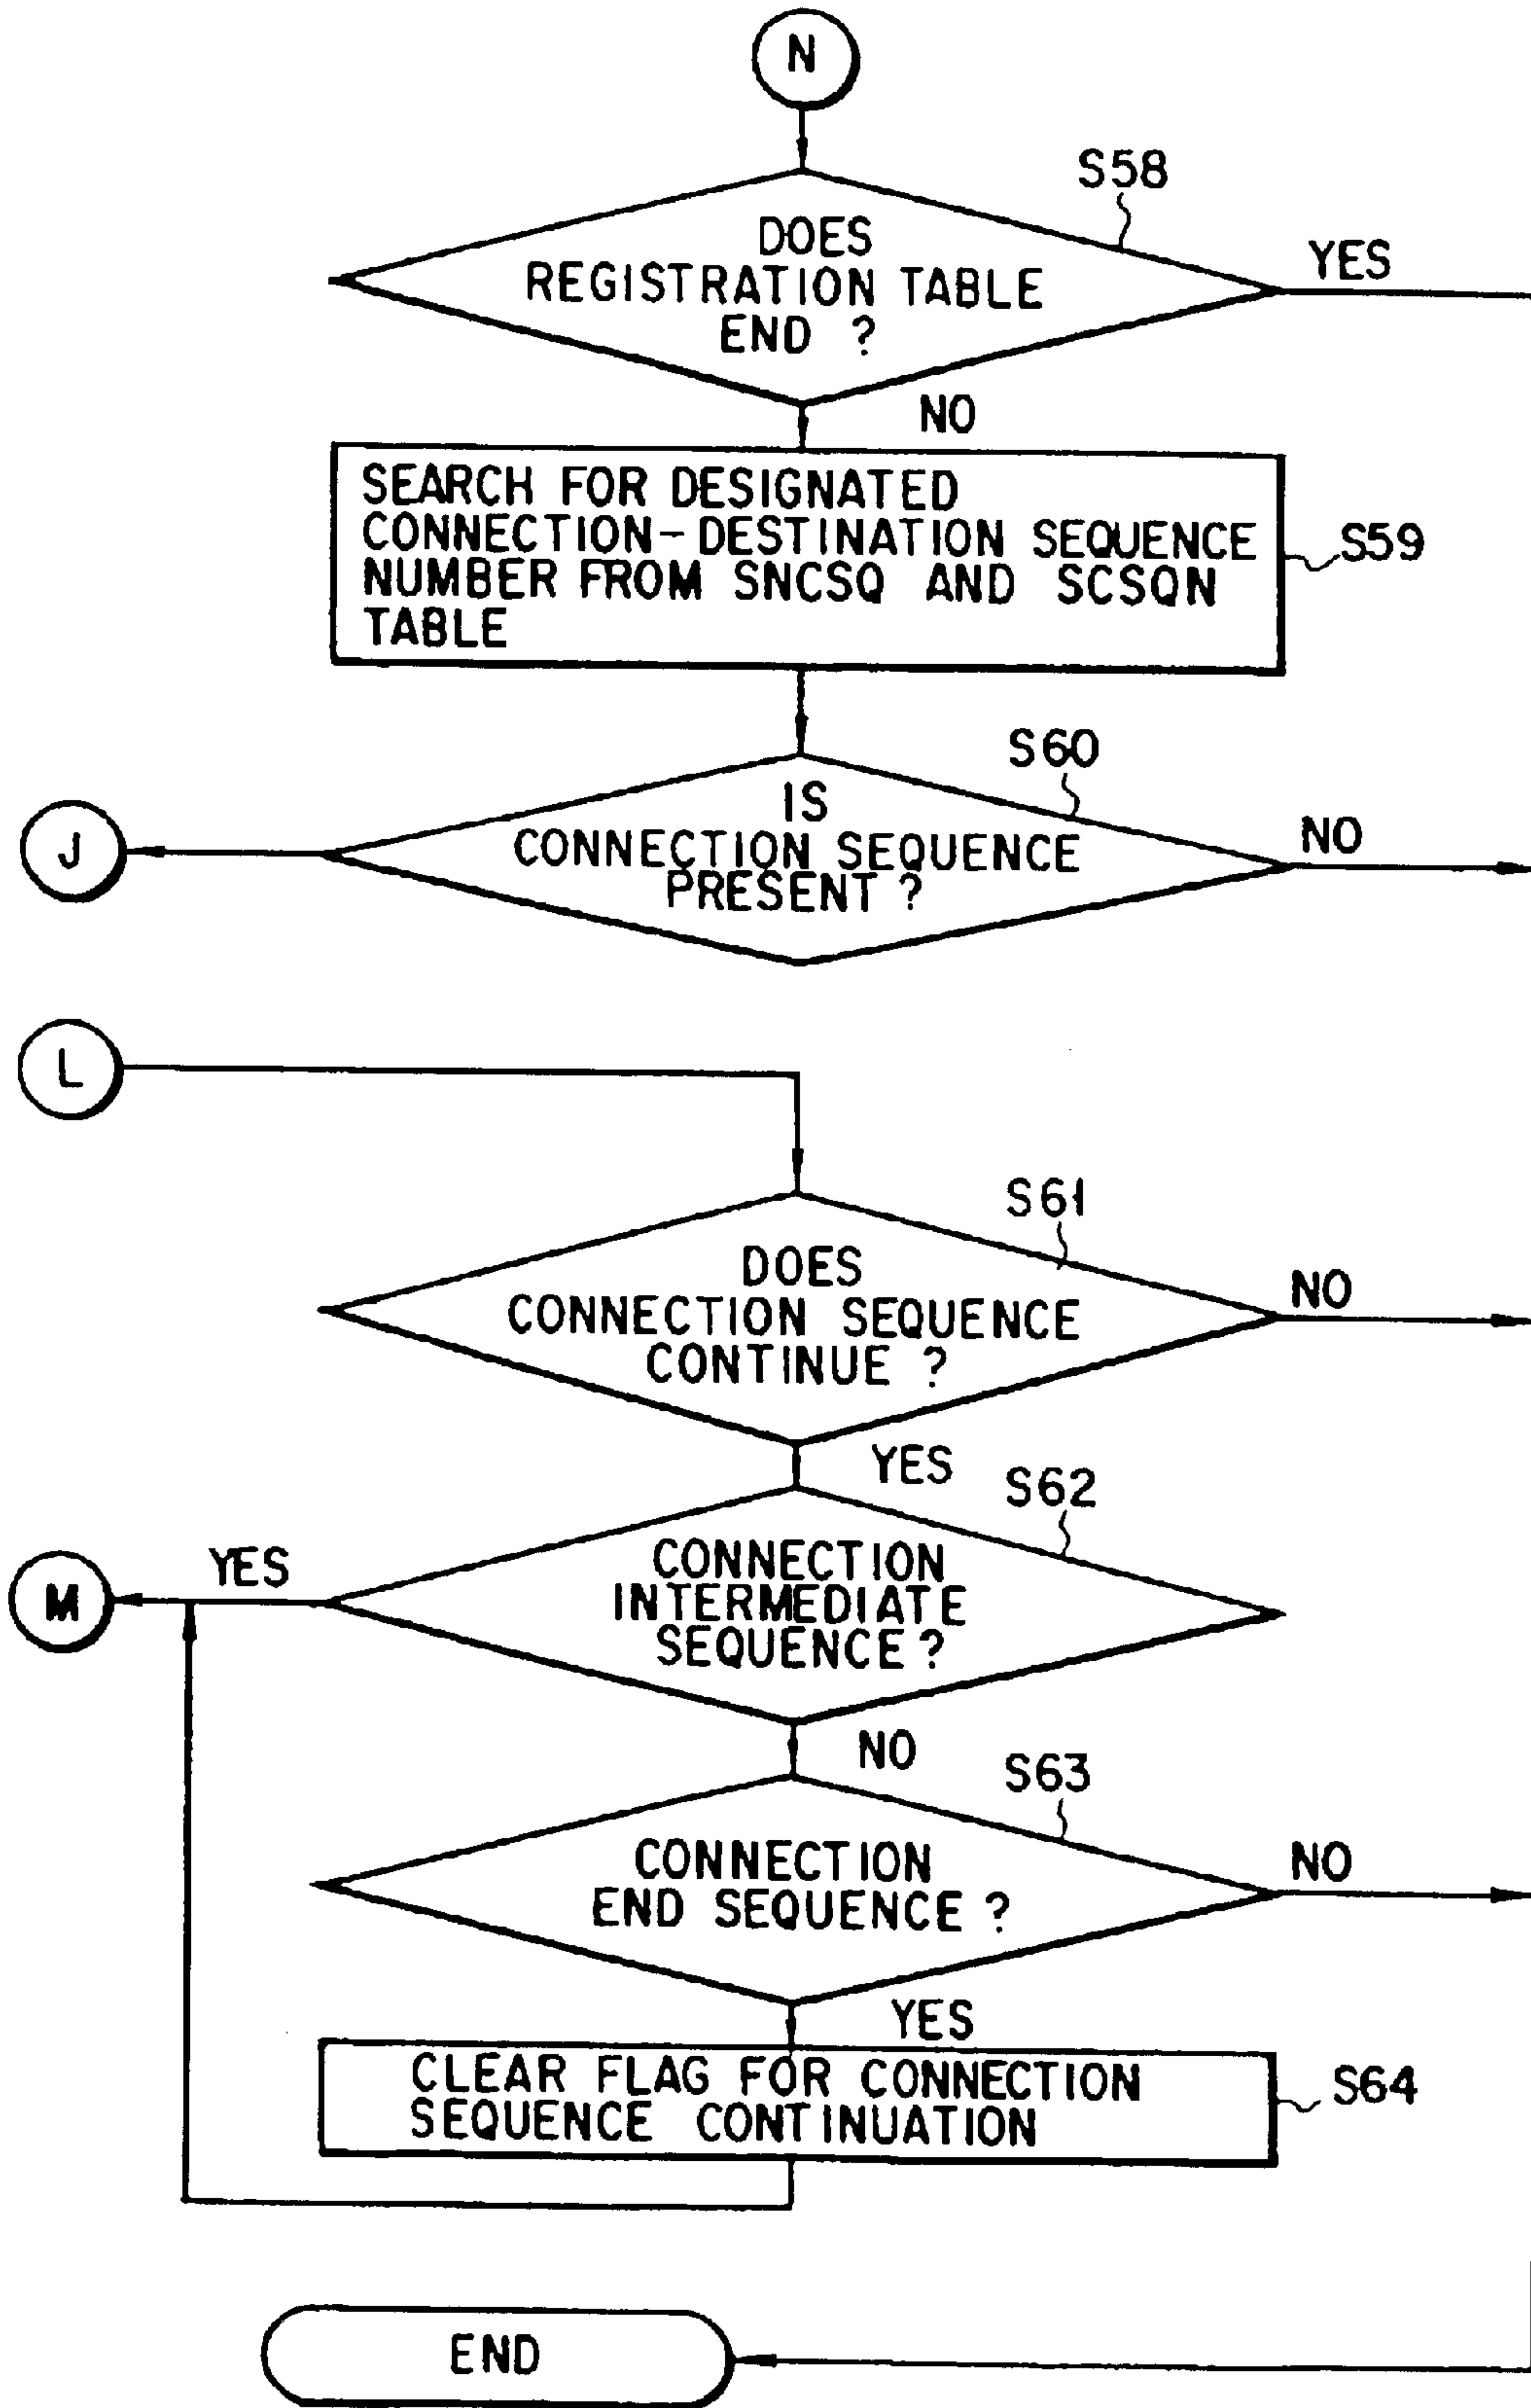 N
S58
DOES
REGISTRATION TABLE
END ?
YES
NO
SEARCH FOR DESIGNATED
CONNECTION-DESTINATION SEQUENCE
NUMBER FROM SNCSQ AND SCSQN
TABLE
S59
S60
IS
CONNECTION SEQUENCE
PRESENT ?
NO
J
L
S61
DOES
CONNECTION SEQUENCE
CONTINUE ?
NO
YES
S62
CONNECTION
INTERMEDIATE
SEQUENCE ?
YES
M
NO
S63
CONNECTION
END SEQUENCE ?
NO
YES
CLEAR FLAG FOR CONNECTION
SEQUENCE CONTINUATION
S64
END